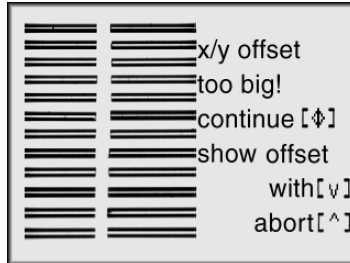 x/y offset
too big!
continue [Φ]
show offset
with[v]
abort[^]